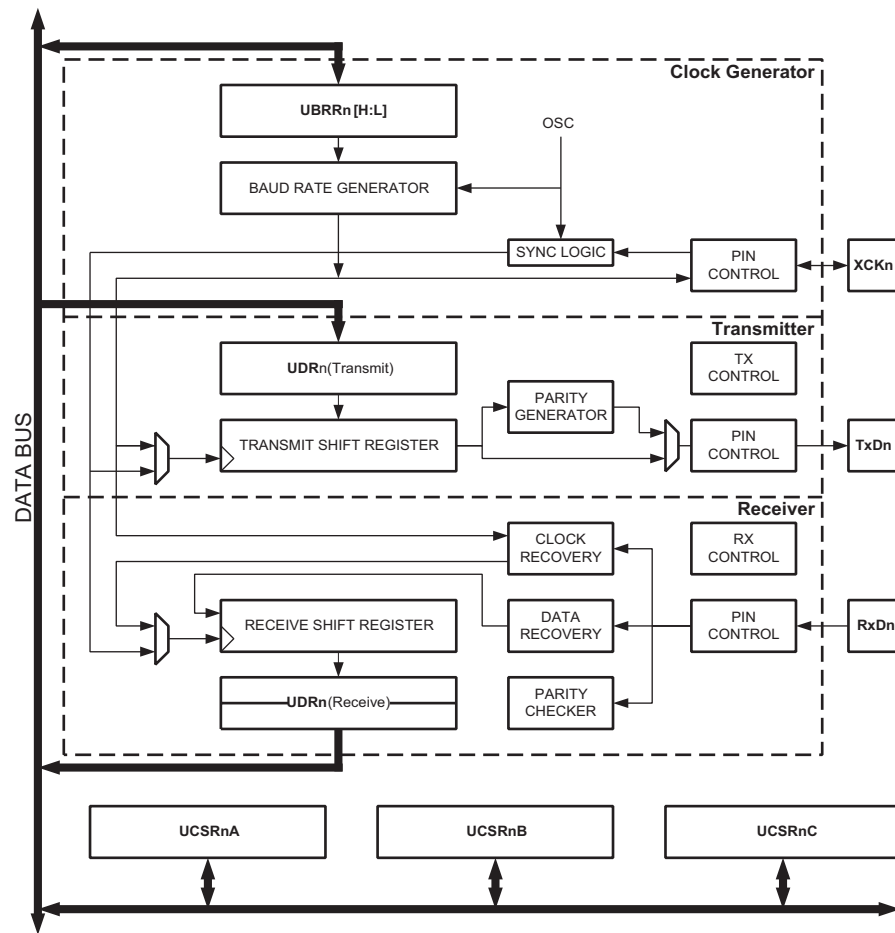 Clock Generator
UBRRn [H:L]
OSC
BAUD RATE GENERATOR
SYNC LOGIC
PIN
CONTROL
XCKn
Transmitter
TX
CONTROL
UDRn(Transmit)
PARITY
GENERATOR
TRANSMIT SHIFT REGISTER
PIN
CONTROL
TxDn
DATA BUS
Receiver
CLOCK
RECOVERY
RX
CONTROL
RECEIVE SHIFT REGISTER
DATA
RECOVERY
PIN
CONTROL
RxDn
UDRn(Receive)
PARITY
CHECKER
UCSRnA
UCSRnB
UCSRnC